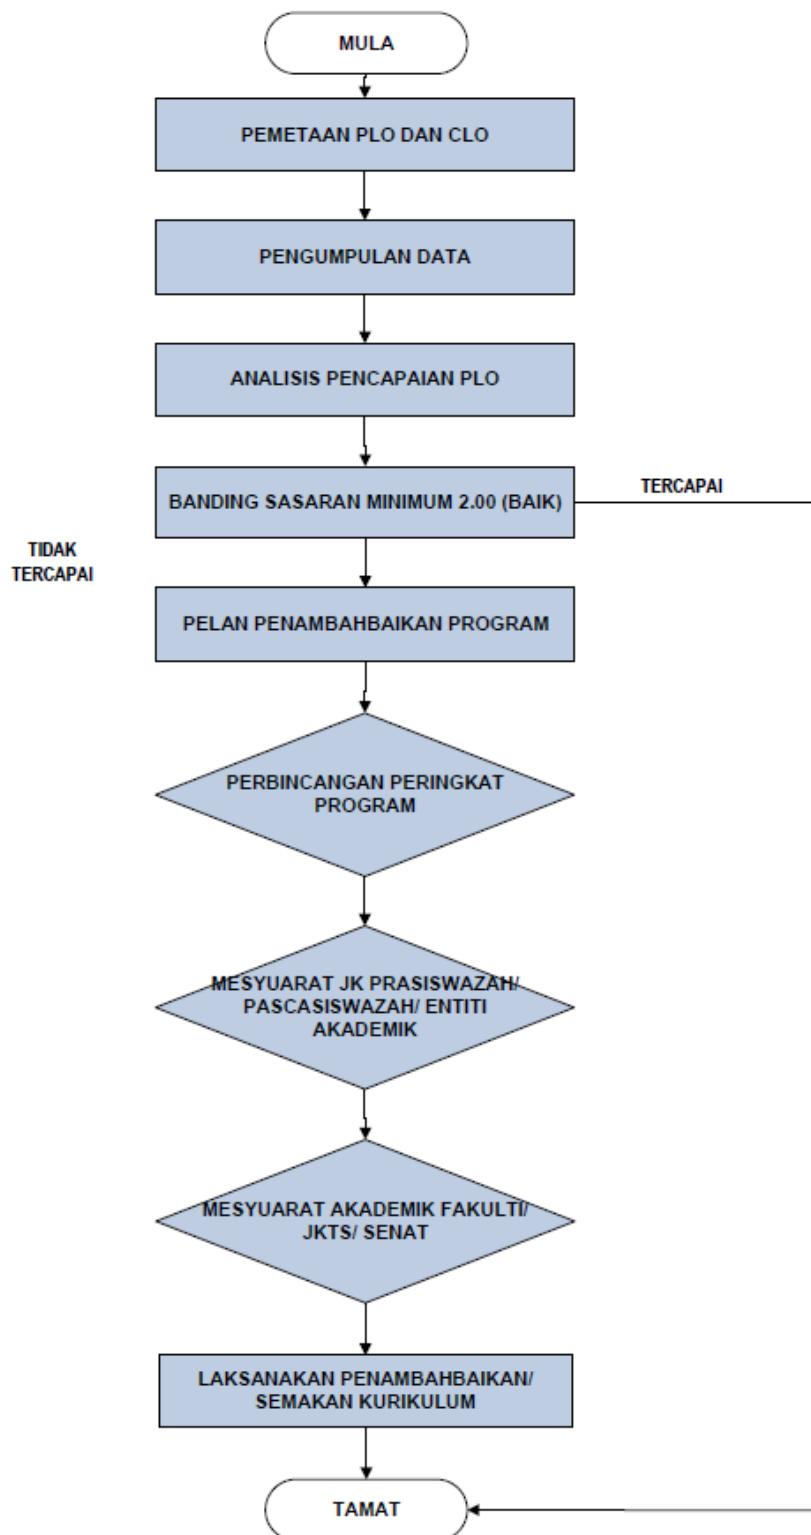 MULA
PEMETAAN PLO DAN CLO
PENGUMPULAN DATA
ANALISIS PENCAPAIAN PLO
BANDING SASARAN MINIMUM 2.00 (BAIK)
TERCAPAI
TIDAK
TERCAPAI
PELAN PENAMBAHBAIKAN PROGRAM
PERBINCANGAN PERINGKAT
PROGRAM
MESYUARAT JK PRASISWAZAH/
PASCASISWAZAH/ ENTITI
AKADEMIK
MESYUARAT AKADEMIK FAKULTI/
JKTS/ SENAT
LAKSANAKAN PENAMBAHBAIKAN/
SEMAKAN KURIKULUM
TAMAT